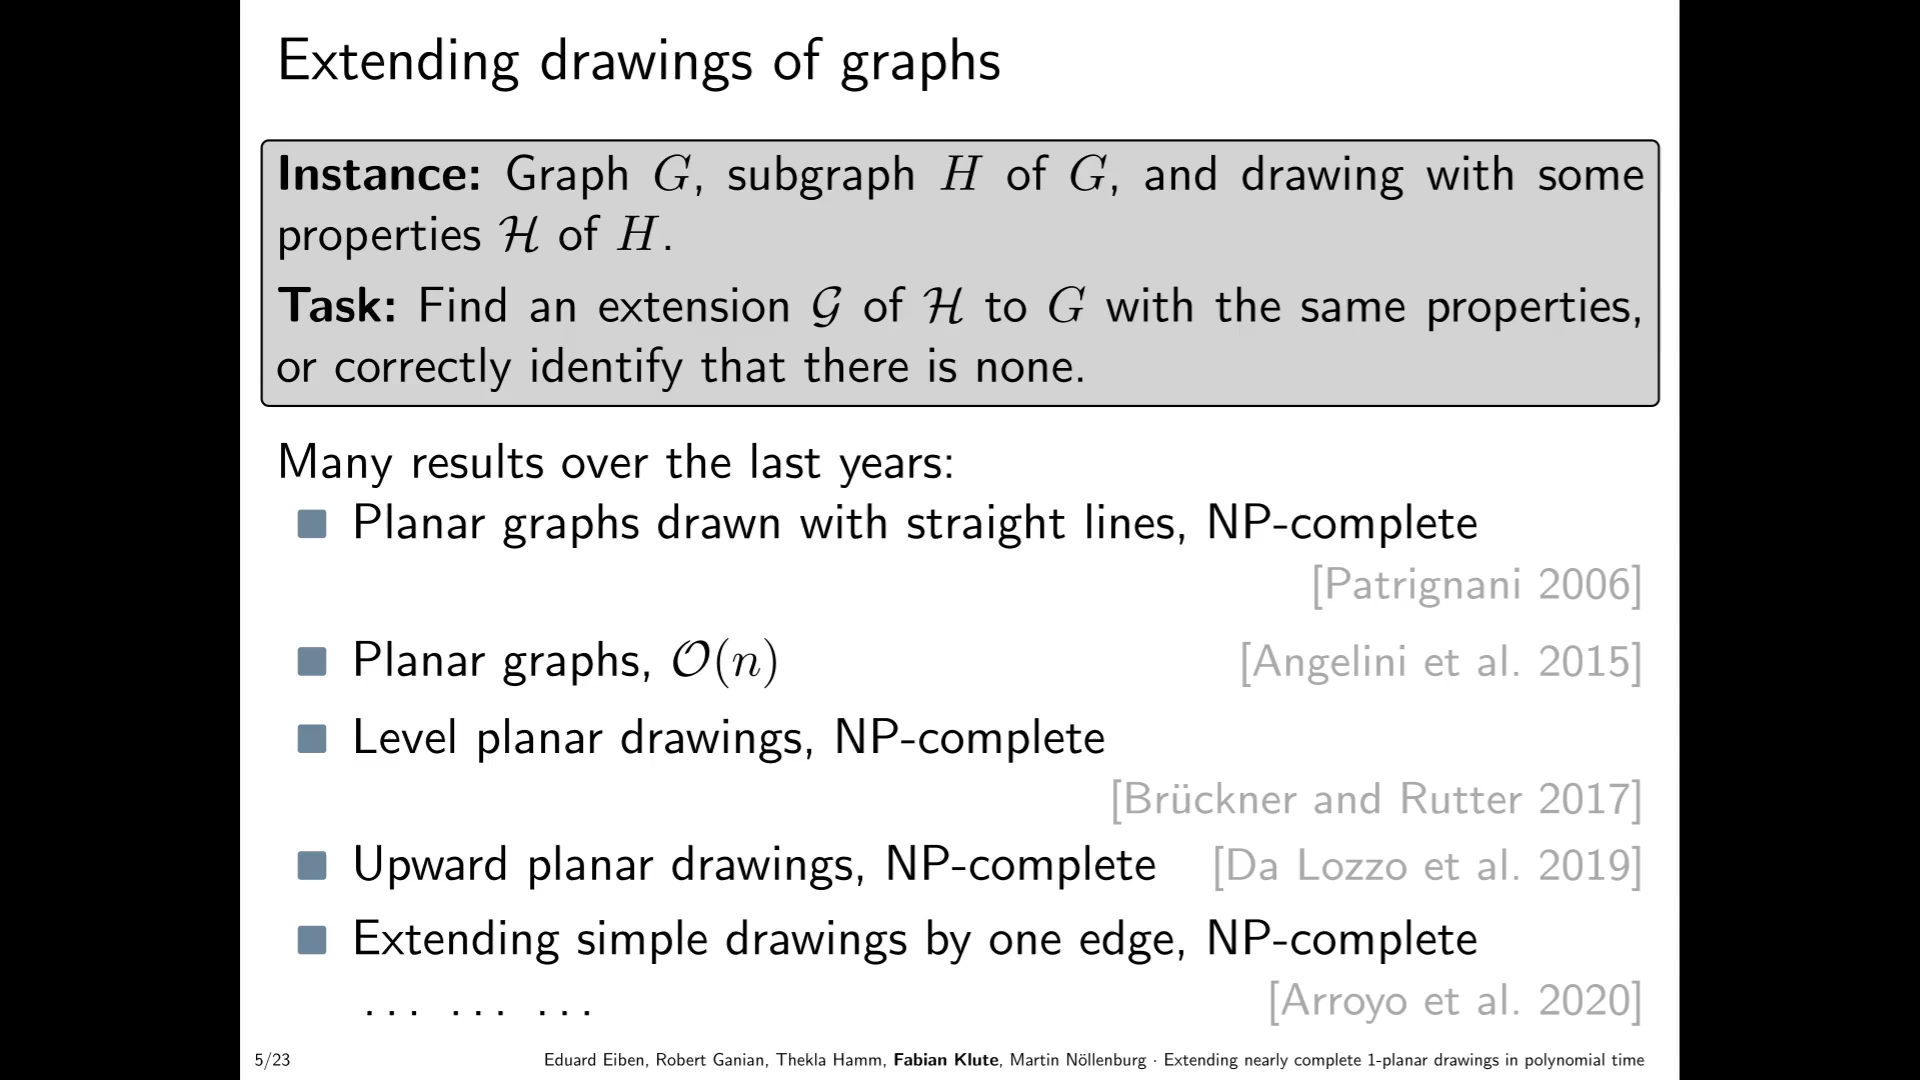 Extending drawings of graphs
Instance: Graph G, subgraph H of G, and drawing with some
properties ℋ of H.
Task: Find an extension 𝒢 of ℋ to G with the same properties,
or correctly identify that there is none.
Many results over the last years:
Planar graphs drawn with straight lines, NP-complete
[Patrignani 2006]
Planar graphs, 𝒪(n) [Angelini et al. 2015]
Level planar drawings, NP-complete
[Brückner and Rutter 2017]
Upward planar drawings, NP-complete [Da Lozzo et al. 2019]
Extending simple drawings by one edge, NP-complete
... ... ... [Arroyo et al. 2020]
5/23 Eduard Eiben, Robert Ganian, Thekla Hamm, Fabian Klute, Martin Nöllenburg · Extending nearly complete 1-planar drawings in polynomial time